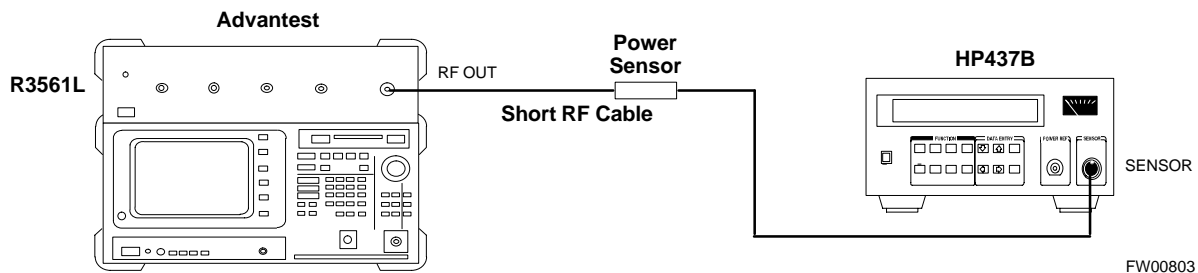 Advantest
R3561L
RF OUT
Power
Sensor
Short RF Cable
HP437B
FUNCTION
DATA ENTRY
POWER REF
SENSOR
SENSOR
FW00803